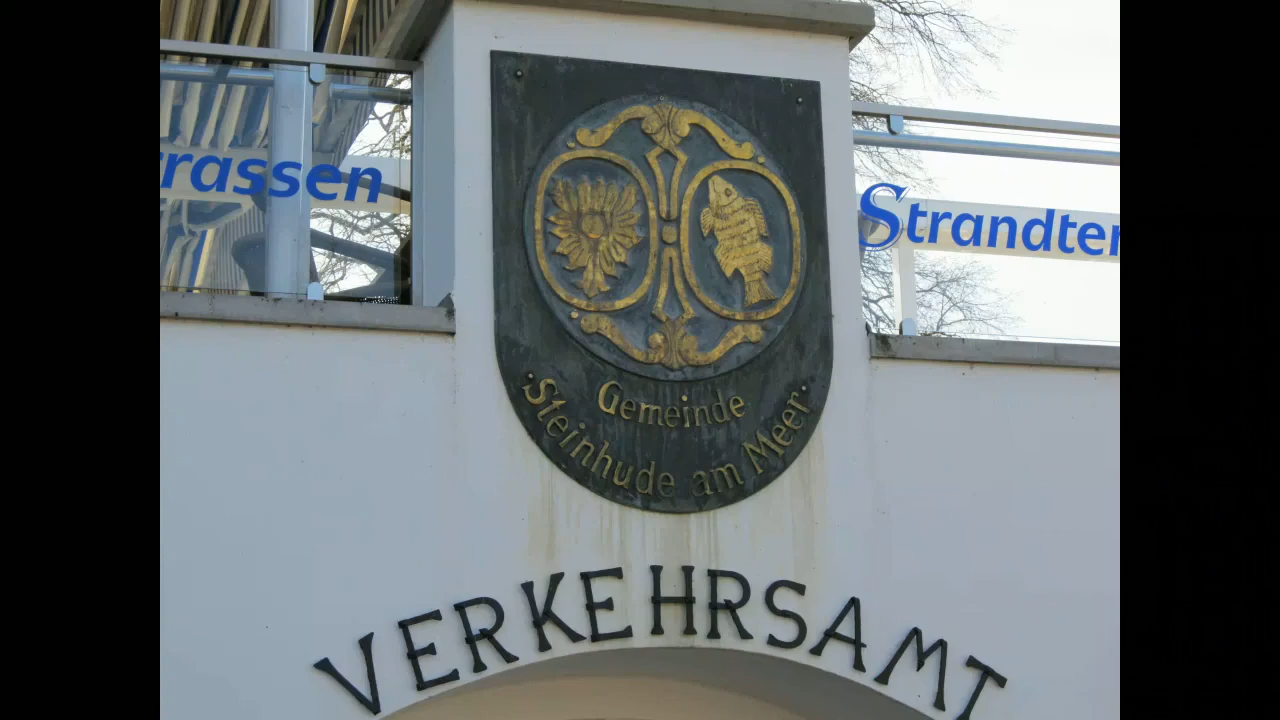 rassen
Strandter
Gemeinde
·Steinhude am Meer·
VERKEHRSAMT